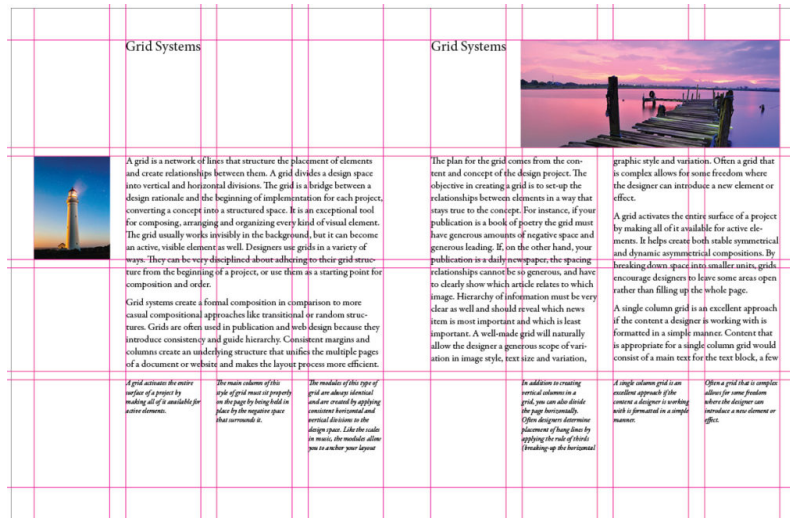 Grid Systems
A grid is a network of lines that structure the placement of elements
and create relationships between them. A grid divides a design space
into vertical and horizontal divisions. The grid is a bridge between a
design rationale and the beginning of implementation for each project,
converting a concept into a structured space. It is an exceptional tool
for composing, arranging and organizing every kind of visual element.
The grid usually works invisibly in the background, but it can become
an active, visible element as well. Designers use grids in a variety of
ways. They can be very disciplined about adhering to their grid struc-
ture from the beginning of a project, or use them as a starting point for
composition and order.
Grid systems create a formal composition in comparison to more
casual compositional approaches like transitional or random struc-
tures. Grids are often used in publication and web design because they
introduce consistency and guide hierarchy. Consistent margins and
columns create an underlying structure that unifies the multiple pages
of a document or website and makes the layout process more efficient.
A grid activates the entire
surface of a project by
making all of it available for
active elements.
The main column of this
style of grid must sit properly
on the page by being held in
place by the negative space
that surrounds it.
The modules of this type of
grid are always identical
and are created by applying
consistent horizontal and
vertical divisions to the
design space. Like the scales
in music, the modules allow
you to anchor your layout
Grid Systems
The plan for the grid comes from the con-
tent and concept of the design project. The
objective in creating a grid is to set-up the
relationships between elements in a way that
stays true to the concept. For instance, if your
publication is a book of poetry the grid must
have generous amounts of negative space and
generous leading. If, on the other hand, your
publication is a daily newspaper, the spacing
relationships cannot be so generous, and have
to clearly show which article relates to which
image. Hierarchy of information must be very
clear as well and should reveal which news
item is most important and which is least
important. A well-made grid will naturally
allow the designer a generous scope of vari-
ation in image style, text size and variation,
graphic style and variation. Often a grid that
is complex allows for some freedom where
the designer can introduce a new element or
effect.
A grid activates the entire surface of a project
by making all of it available for active ele-
ments. It helps create both stable symmetrical
and dynamic asymmetrical compositions. By
breaking down space into smaller units, grids
encourage designers to leave some areas open
rather than filling up the whole page.
A single column grid is an excellent approach
if the content a designer is working with is
formatted in a simple manner. Content that
is appropriate for a single column grid would
consist of a main text for the text block, a few
In addition to creating
vertical columns in a
grid, you can also divide
the page horizontally.
Often designers determine
placement of hang lines by
applying the rule of thirds
(breaking-up the horizontal
A single column grid is an
excellent approach if the
content a designer is working
with is formatted in a simple
manner.
Often a grid that is complex
allows for some freedom
where the designer can
introduce a new element or
effect.